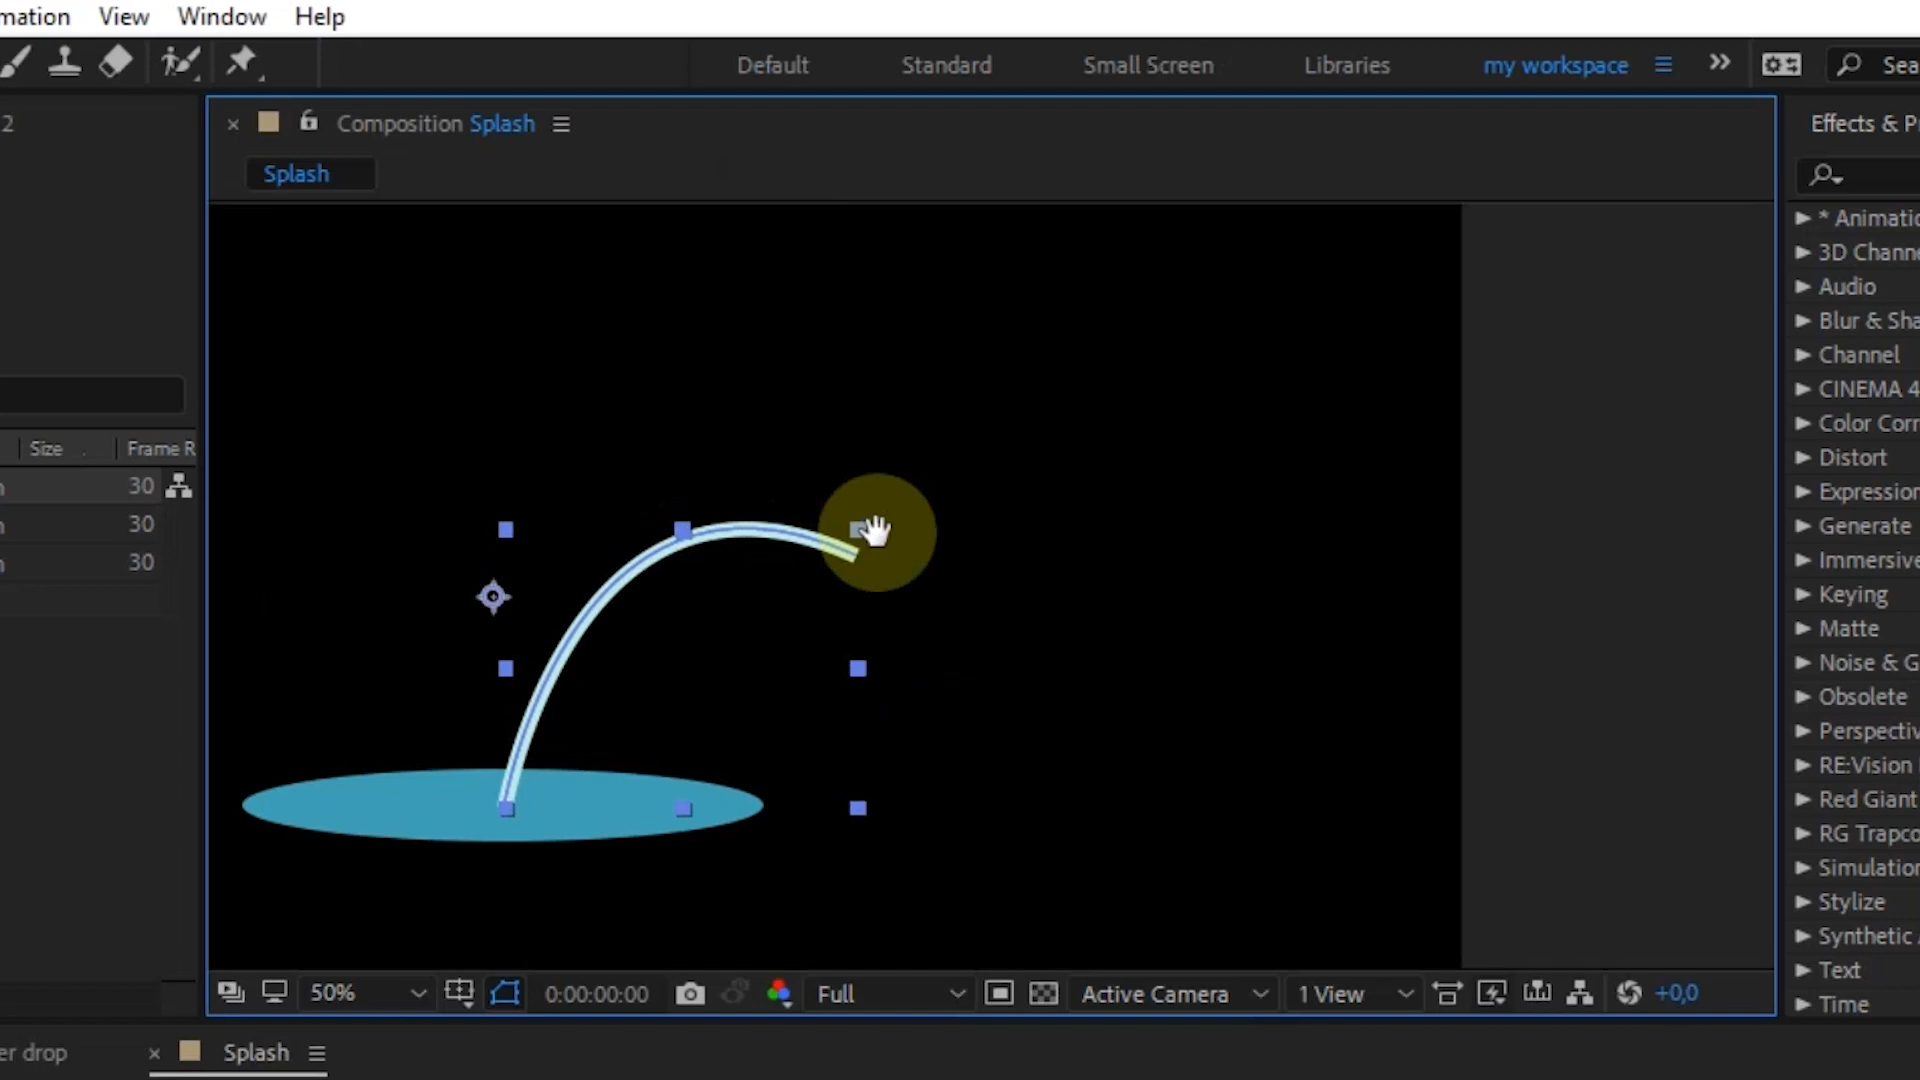 mation View Window Help
Default Standard Small Screen Libraries my workspace Sea
2 × Composition Splash Effects & Pr
Splash
* Animatic
3D Channe
Audio
Blur & Sha
Channel
CINEMA 4
Color Corr
Distort
Expression
Generate
Immersive
Keying
Matte
Noise & G
Obsolete
Perspectiv
RE:Vision
Red Giant
RG Trapco
Simulation
Stylize
Synthetic
Text
Time
Size Frame R
30
30
30
50% 0:00:00:00 Full Active Camera 1 View +0,0
er drop × Splash